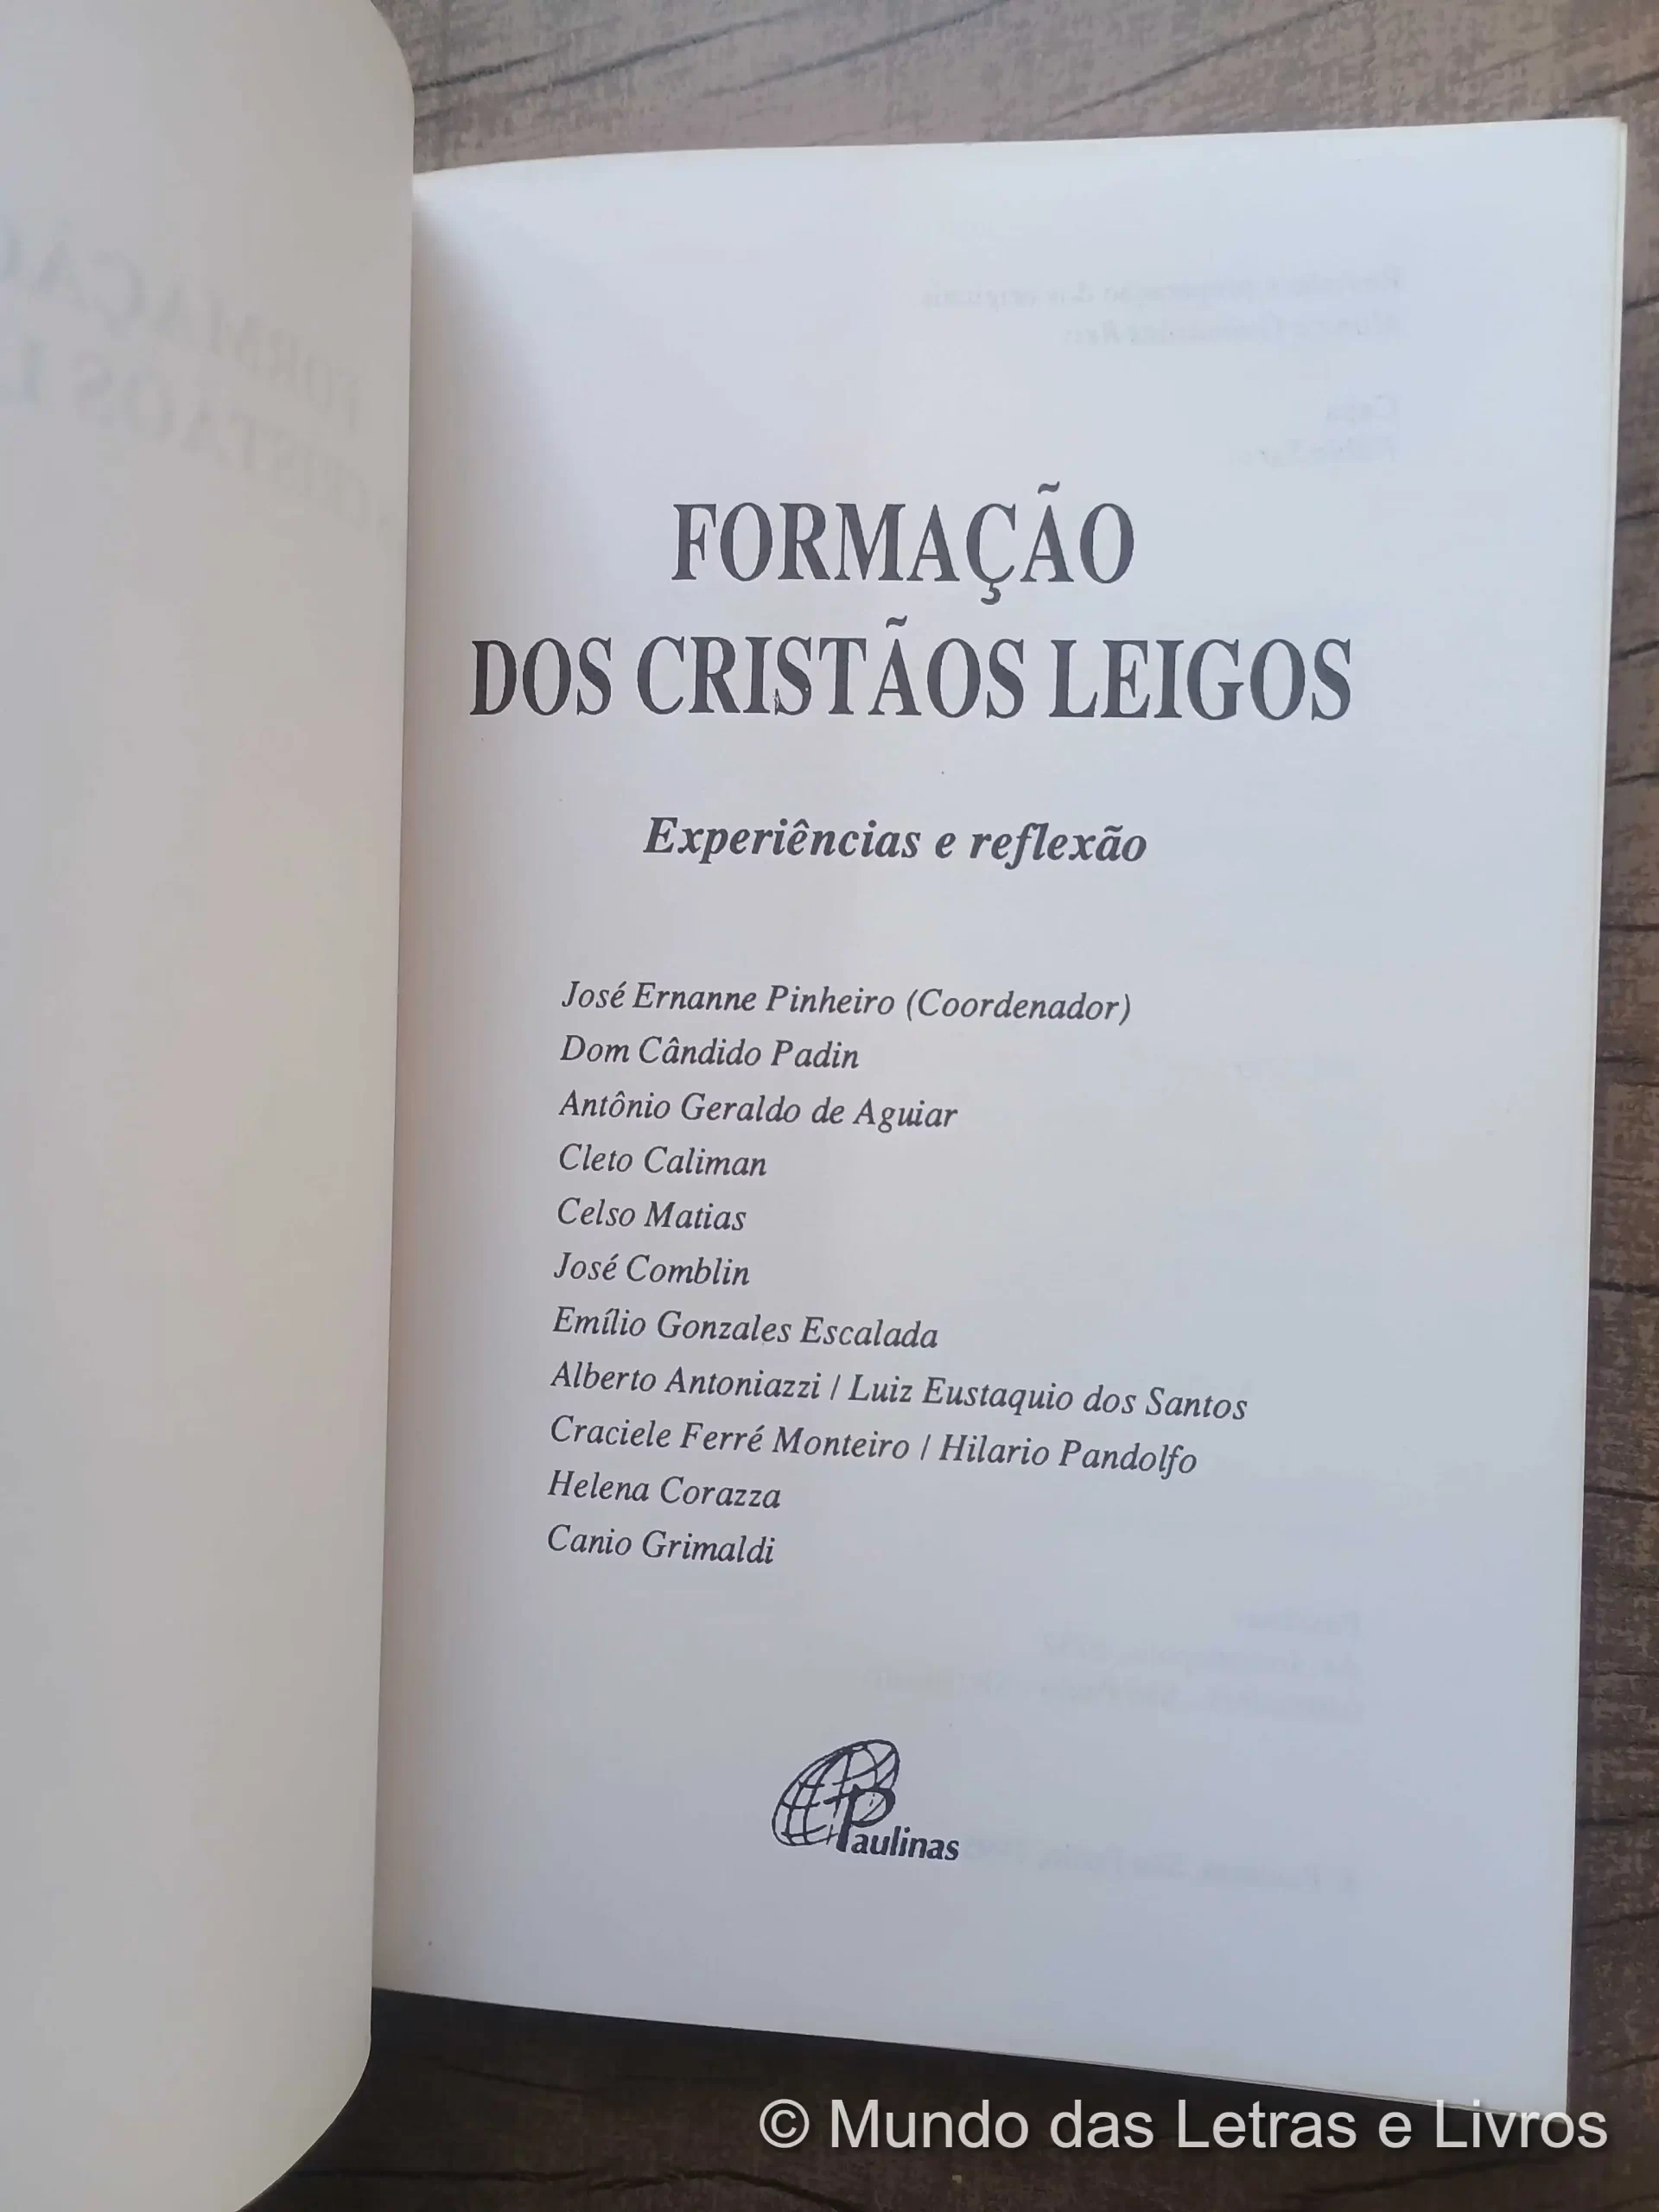 FORMAÇÃO
DOS CRISTÃOS LEIGOS
Experiências e reflexão
José Ernanne Pinheiro (Coordenador)
Dom Cândido Padin
Antônio Geraldo de Aguiar
Cleto Caliman
Celso Matias
José Comblin
Emílio Gonzales Escalada
Alberto Antoniazzi / Luiz Eustaquio dos Santos
Craciele Ferré Monteiro / Hilario Pandolfo
Helena Corazza
Canio Grimaldi
Paulinas
© Mundo das Letras e Livros